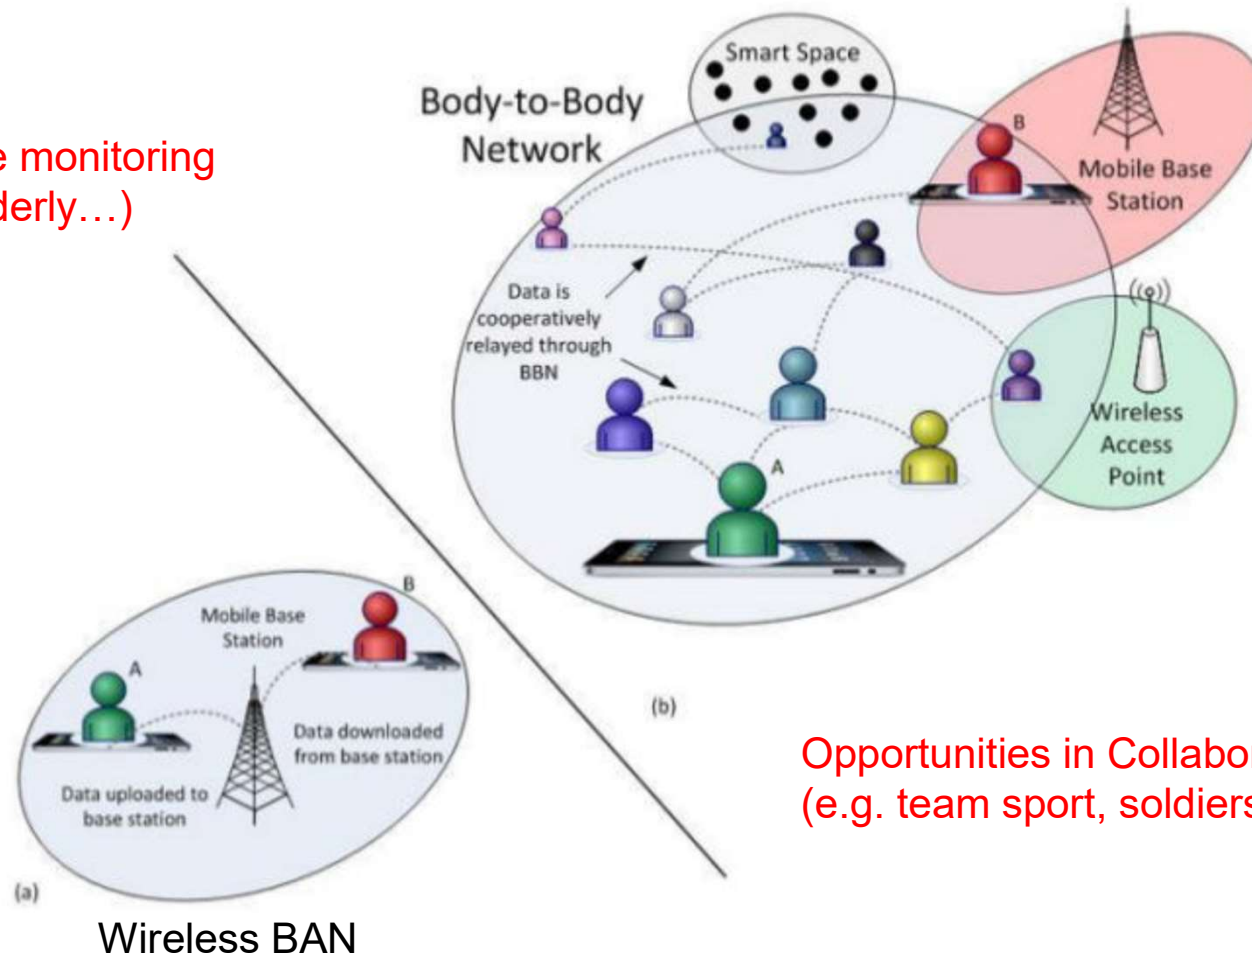 Smart Space
Body-to-Body
Network
B
Mobile Base
Station
e monitoring
derly…)
Data is
cooperatively
relayed through
BBN
((o))
Wireless
Access
Point
A
B
Mobile Base
Station
A
Data downloaded
from base station
Data uploaded to
base station
(a)
(b)
Opportunities in Collabor
(e.g. team sport, soldiers
Wireless BAN